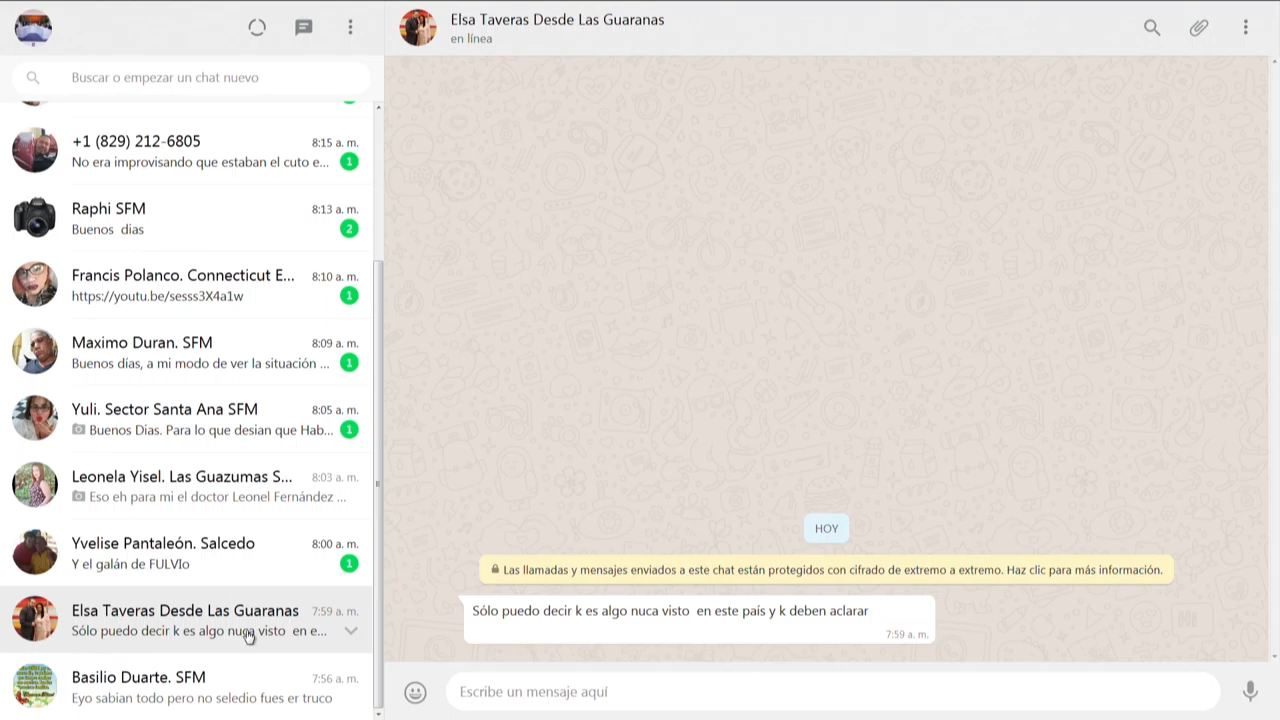 Elsa Taveras Desde Las Guaranas
en línea
Buscar o empezar un chat nuevo
+1 (829) 212-6805
8:15 a. m.
No era improvisando que estaban el cuto e...
1
Raphi SFM
8:13 a. m.
Buenos dias
2
Francis Polanco. Connecticut E...
8:10 a. m.
https://youtu.be/sesss3X4a1w
1
Maximo Duran. SFM
8:09 a. m.
Buenos días, a mi modo de ver la situación ...
1
Yuli. Sector Santa Ana SFM
8:05 a. m.
Buenos Dias. Para lo que desian que Hab...
1
Leonela Yisel. Las Guazumas S...
8:03 a. m.
Eso eh para mi el doctor Leonel Fernández ...
Yvelise Pantaleón. Salcedo
8:00 a. m.
Y el galán de FULVIo
1
Elsa Taveras Desde Las Guaranas
7:59 a. m.
Sólo puedo decir k es algo nuca visto en e...
Basilio Duarte. SFM
7:56 a. m.
Eyo sabian todo pero no seledio fues er truco
HOY
Las llamadas y mensajes enviados a este chat están protegidos con cifrado de extremo a extremo. Haz clic para más información.
Sólo puedo decir k es algo nuca visto en este país y k deben aclarar
7:59 a. m.
Escribe un mensaje aquí